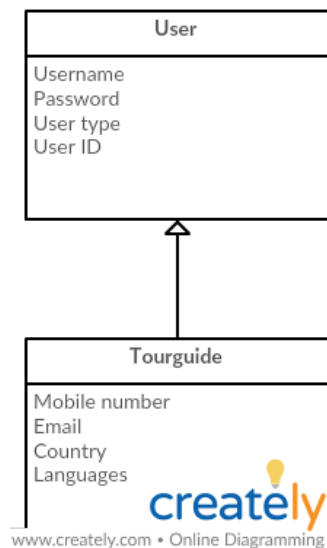 User
Username
Password
User type
User ID
Tourguide
Mobile number
Email
Country
Languages
creately
www.creately.com • Online Diagramming